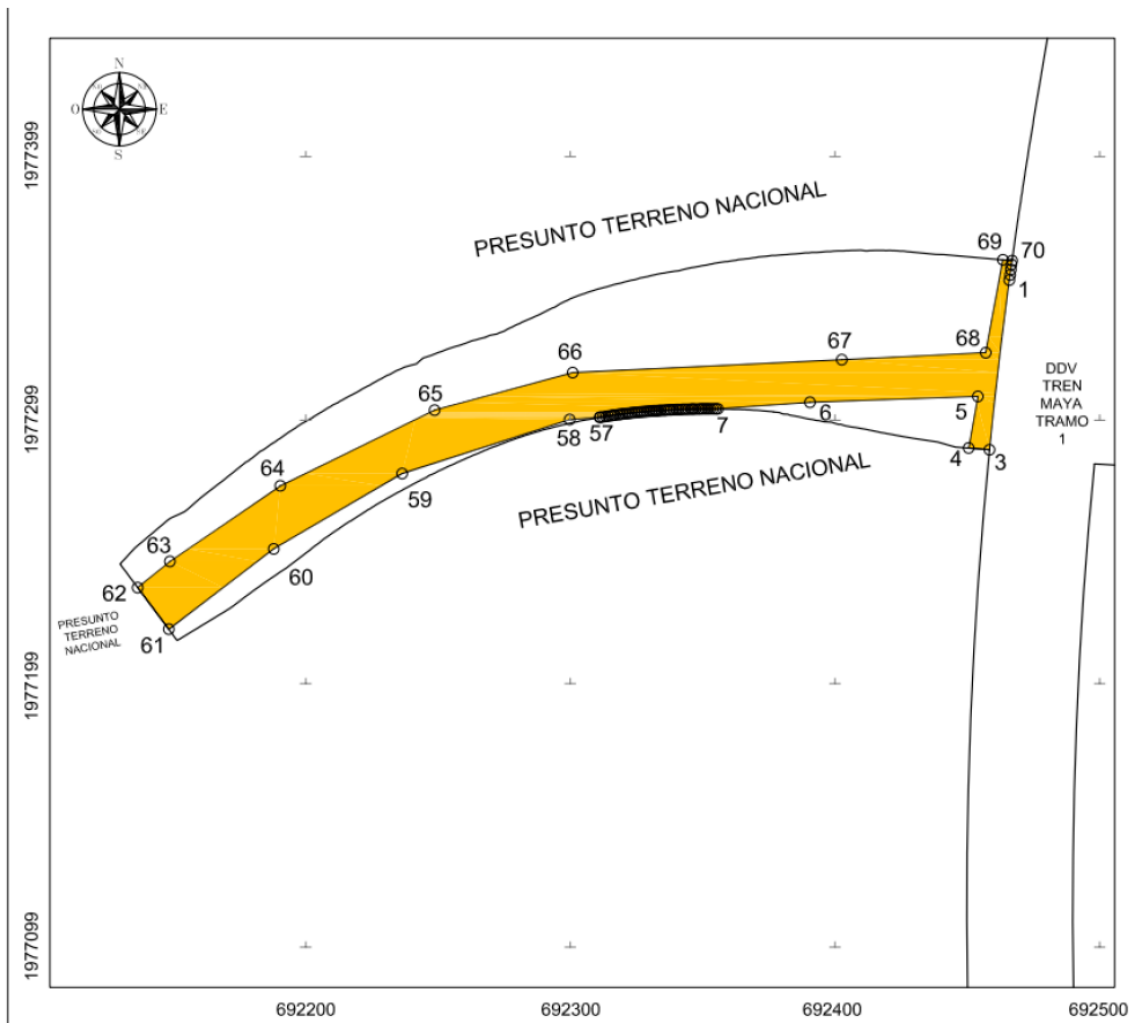 N
O
E
S
1977399
1977299
1977199
1977099
PRESUNTO TERRENO NACIONAL
69
70
1
68
67
66
65
5
6
7
57
58
4
3
DDV
TREN
MAYA
TRAMO
1
PRESUNTO TERRENO NACIONAL
64
59
63
60
62
61
PRESUNTO
TERRENO
NACIONAL
692200
692300
692400
692500